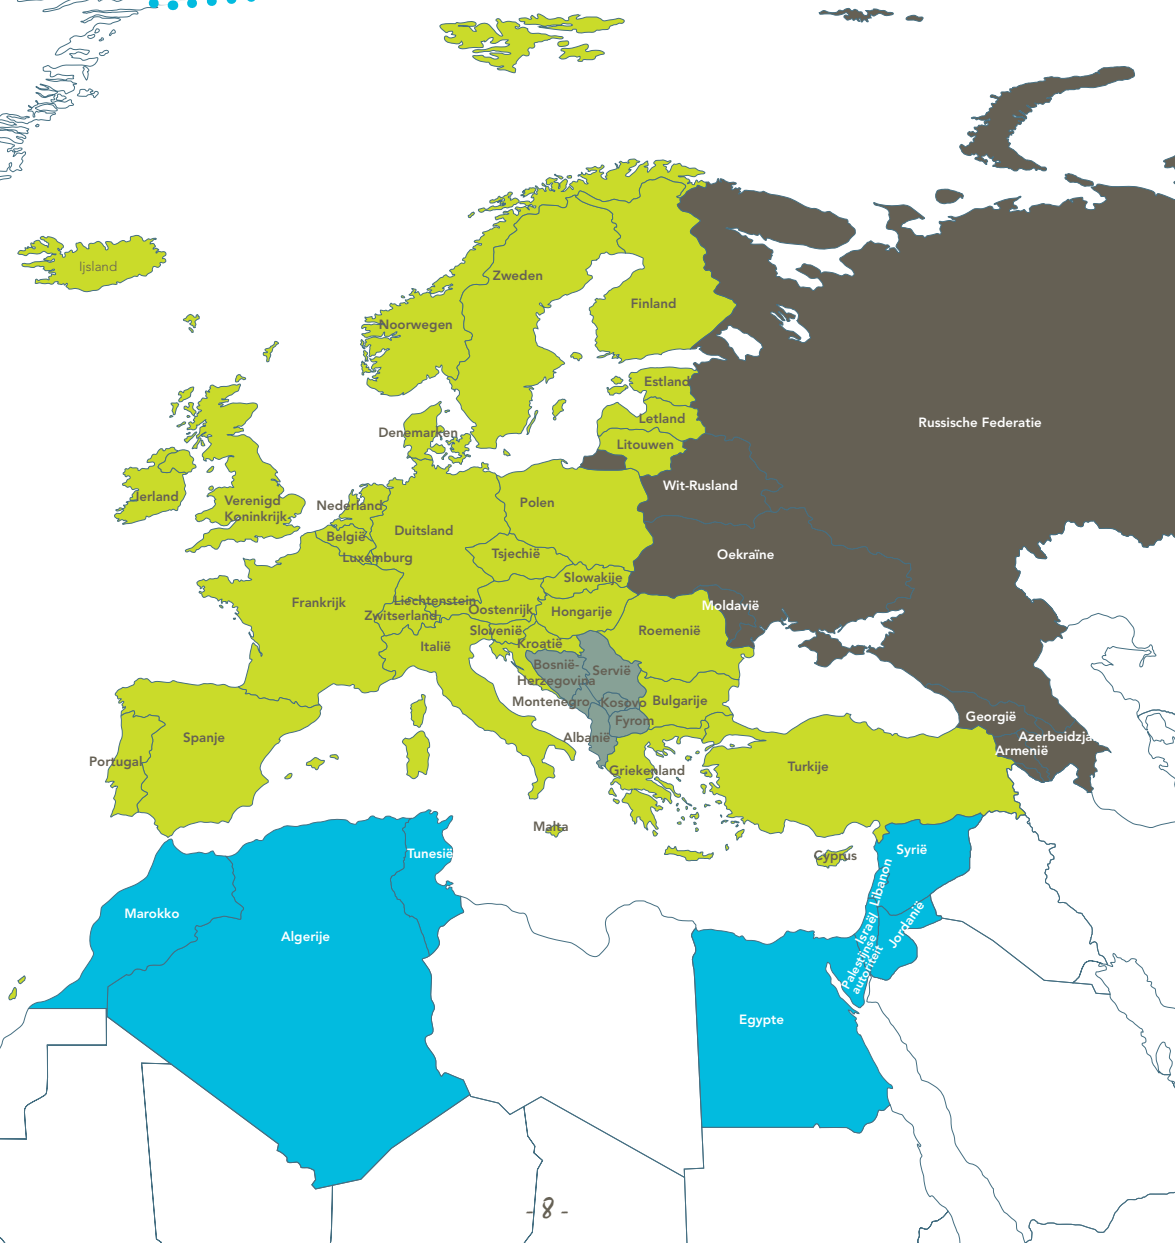 Ijsland
Zweden
Finland
Noorwegen
Estland
Letland
Denemarken
Litouwen
Russische Federatie
Wit-Rusland
Ierland
Verenigd
Koninkrijk
Nederland
Polen
België
Duitsland
Luxemburg
Tsjechië
Oekraïne
Slowakije
Frankrijk
Liechtenstein
Zwitserland
Oostenrijk
Hongarije
Moldavië
Slovenië
Roemenië
Italië
Kroatië
Bosnië-
Herzegovina
Servië
Montenegro
Kosovo
Bulgarije
Fyrom
Albanië
Georgië
Azerbeidzja
Armenië
Portugal
Spanje
Griekenland
Turkije
Malta
Cyprus
Tunesië
Syrië
Libanon
Marokko
Algerije
Israël
Jordanië
Palestijnse
autoriteit
Egypte
- 8 -